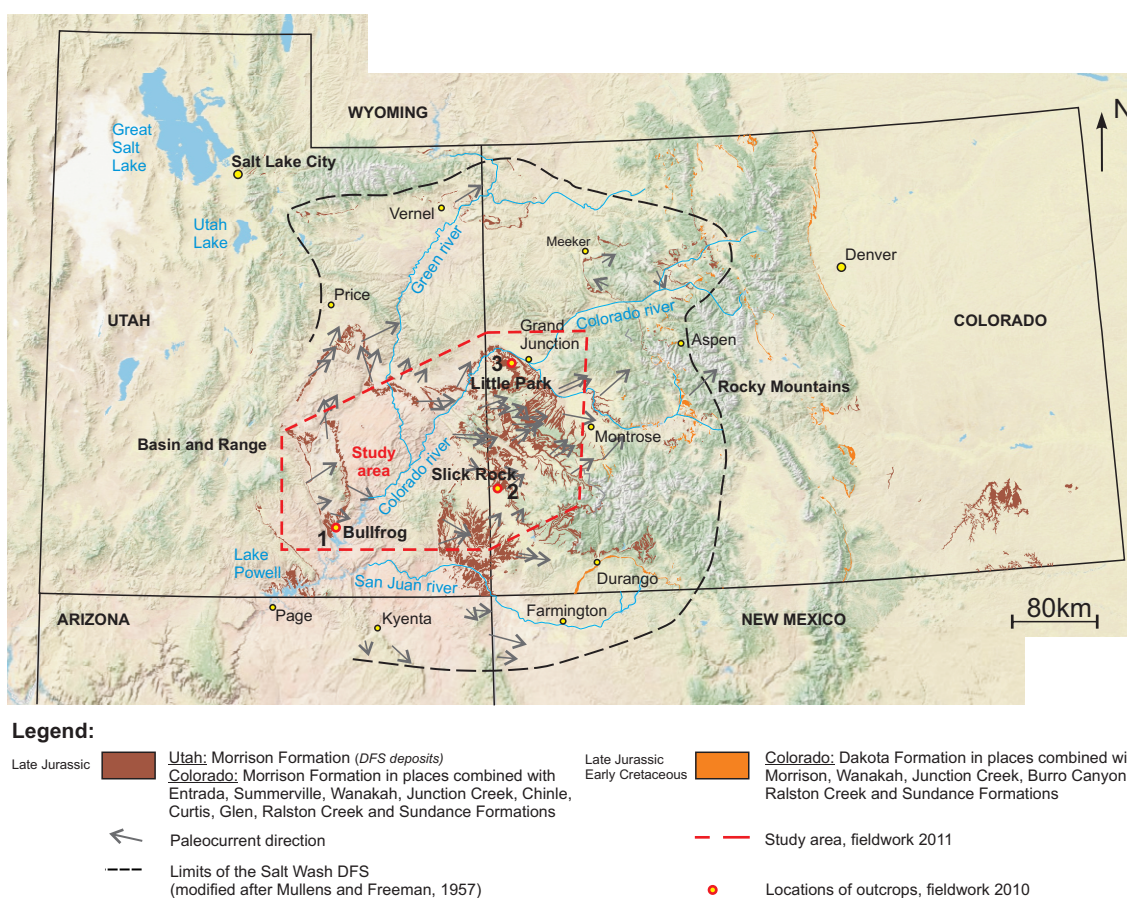 WYOMING
N
Great
Salt
Lake
Salt Lake City
Utah
Lake
Vernel
Green river
Meeker
Denver
Price
UTAH
Colorado river
COLORADO
Grand
Junction
Aspen
3
Little Park
Rocky Mountains
Basin and Range
Study
area
Colorado river
Montrose
Slick Rock
2
1
Bullfrog
Lake
Powell
San Juan river
Durango
ARIZONA
Page
Kyenta
Farmington
NEW MEXICO
80km
Legend:
Late Jurassic
Utah: Morrison Formation (DFS deposits)
Colorado: Morrison Formation in places combined with
Entrada, Summerville, Wanakah, Junction Creek, Chinle,
Curtis, Glen, Ralston Creek and Sundance Formations
Paleocurrent direction
Limits of the Salt Wash DFS
(modified after Mullens and Freeman, 1957)
Late Jurassic
Early Cretaceous
Colorado: Dakota Formation in places combined wi
Morrison, Wanakah, Junction Creek, Burro Canyon
Ralston Creek and Sundance Formations
Study area, fieldwork 2011
Locations of outcrops, fieldwork 2010